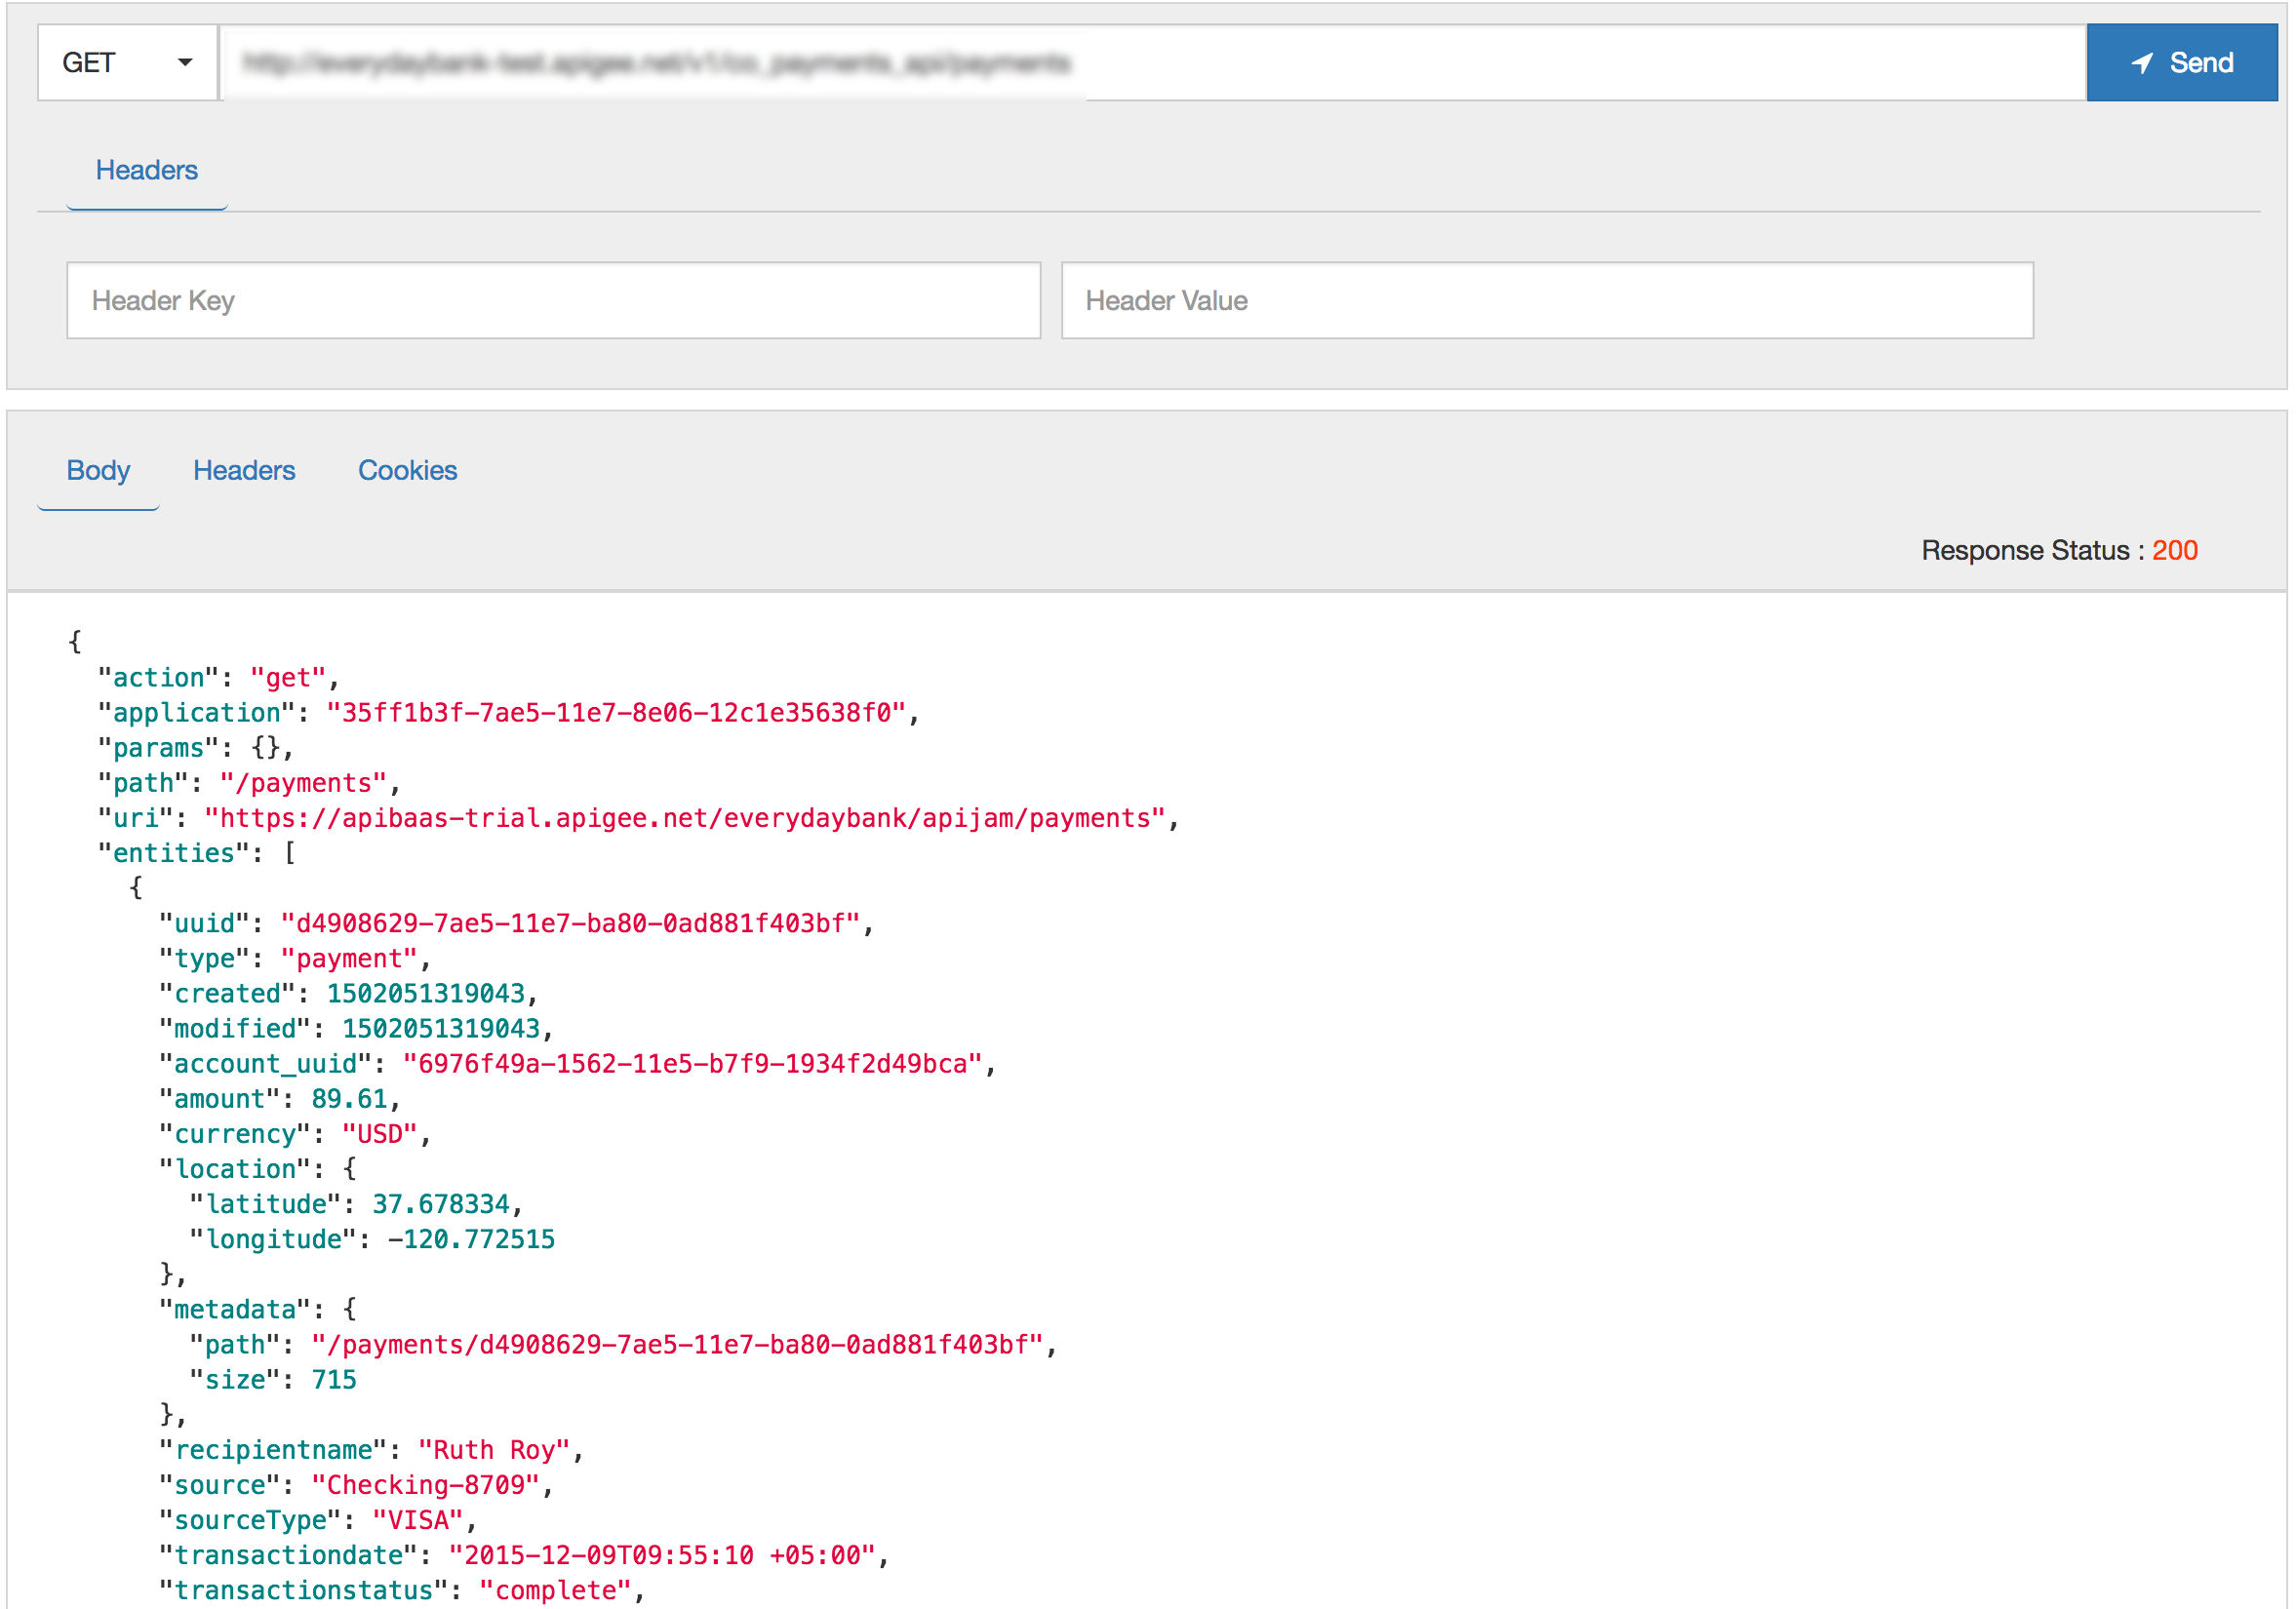 GET
Send
Headers
Header Key Header Value
Body Headers Cookies
Response Status : 200
{
"action": "get",
"application": "35ff1b3f-7ae5-11e7-8e06-12c1e35638f0",
"params": {},
"path": "/payments",
"uri": "https://apibaas-trial.apigee.net/everydaybank/apijam/payments",
"entities": [
{
"uuid": "d4908629-7ae5-11e7-ba80-0ad881f403bf",
"type": "payment",
"created": 1502051319043,
"modified": 1502051319043,
"account_uuid": "6976f49a-1562-11e5-b7f9-1934f2d49bca",
"amount": 89.61,
"currency": "USD",
"location": {
"latitude": 37.678334,
"longitude": -120.772515
},
"metadata": {
"path": "/payments/d4908629-7ae5-11e7-ba80-0ad881f403bf",
"size": 715
},
"recipientname": "Ruth Roy",
"source": "Checking-8709",
"sourceType": "VISA",
"transactiondate": "2015-12-09T09:55:10 +05:00",
"transactionstatus": "complete",